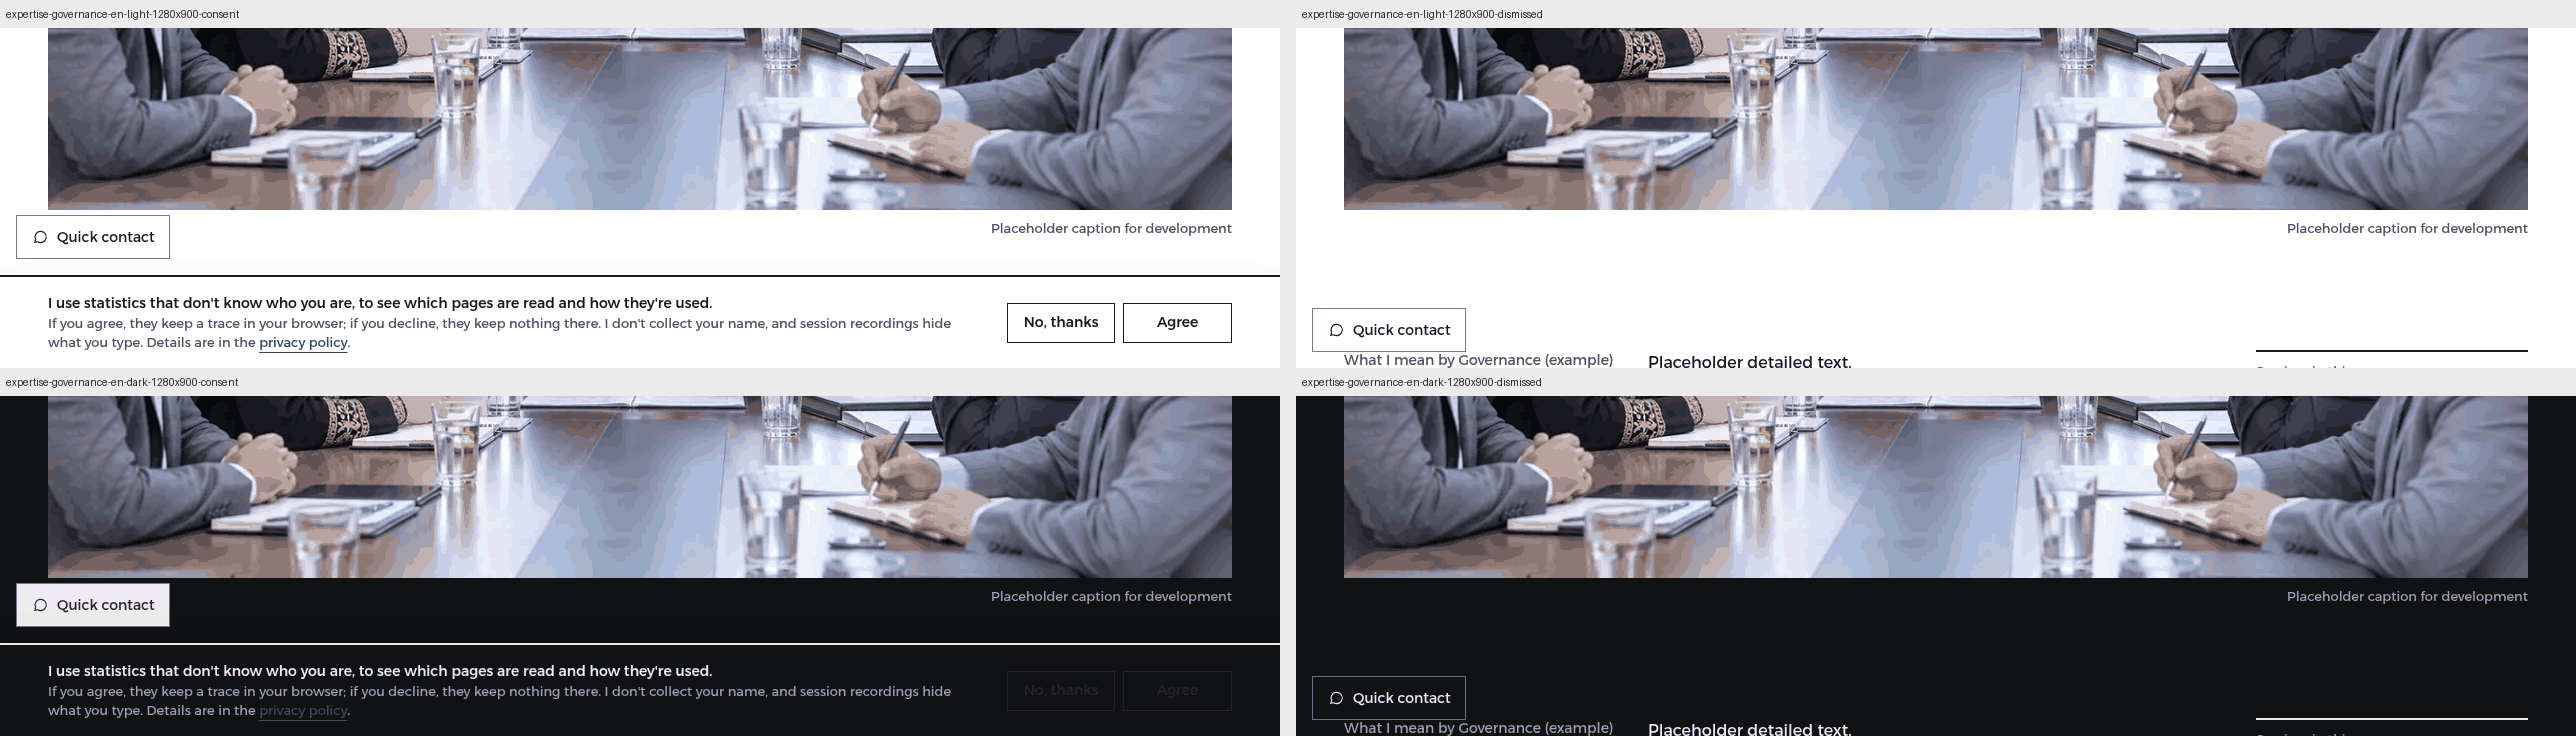 expertise-governance-en-light-1280x900-consent
Quick contact
Placeholder caption for development
I use statistics that don't know who you are, to see which pages are read and how they're used.
If you agree, they keep a trace in your browser; if you decline, they keep nothing there. I don't collect your name, and session recordings hide
what you type. Details are in the privacy policy.
No, thanks
Agree
expertise-governance-en-light-1280x900-dismissed
Placeholder caption for development
Quick contact
What I mean by Governance (example)
Placeholder detailed text.
expertise-governance-en-dark-1280x900-consent
Quick contact
Placeholder caption for development
I use statistics that don't know who you are, to see which pages are read and how they're used.
If you agree, they keep a trace in your browser; if you decline, they keep nothing there. I don't collect your name, and session recordings hide
what you type. Details are in the privacy policy.
No, thanks
Agree
expertise-governance-en-dark-1280x900-dismissed
Placeholder caption for development
Quick contact
What I mean by Governance (example)
Placeholder detailed text.